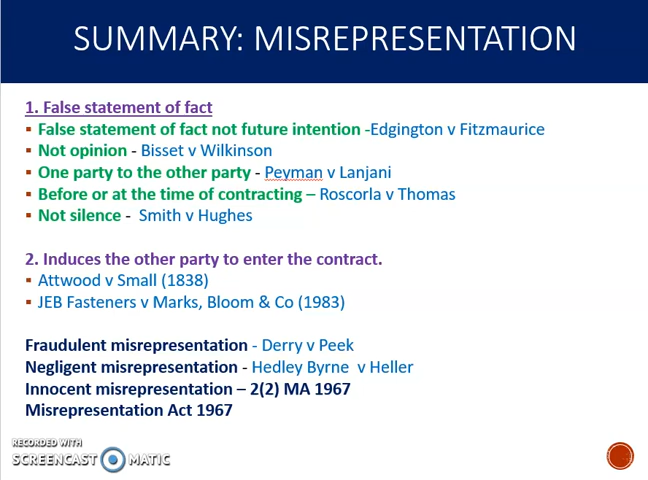 SUMMARY: MISREPRESENTATION
1. False statement of fact
▪ False statement of fact not future intention -Edgington v Fitzmaurice
▪ Not opinion - Bisset v Wilkinson
▪ One party to the other party - Peyman v Lanjani
▪ Before or at the time of contracting – Roscorla v Thomas
▪ Not silence - Smith v Hughes
2. Induces the other party to enter the contract.
▪ Attwood v Small (1838)
▪ JEB Fasteners v Marks, Bloom & Co (1983)
Fraudulent misrepresentation - Derry v Peek
Negligent misrepresentation - Hedley Byrne v Heller
Innocent misrepresentation – 2(2) MA 1967
Misrepresentation Act 1967
RECORDED WITH
SCREENCAST MATIC